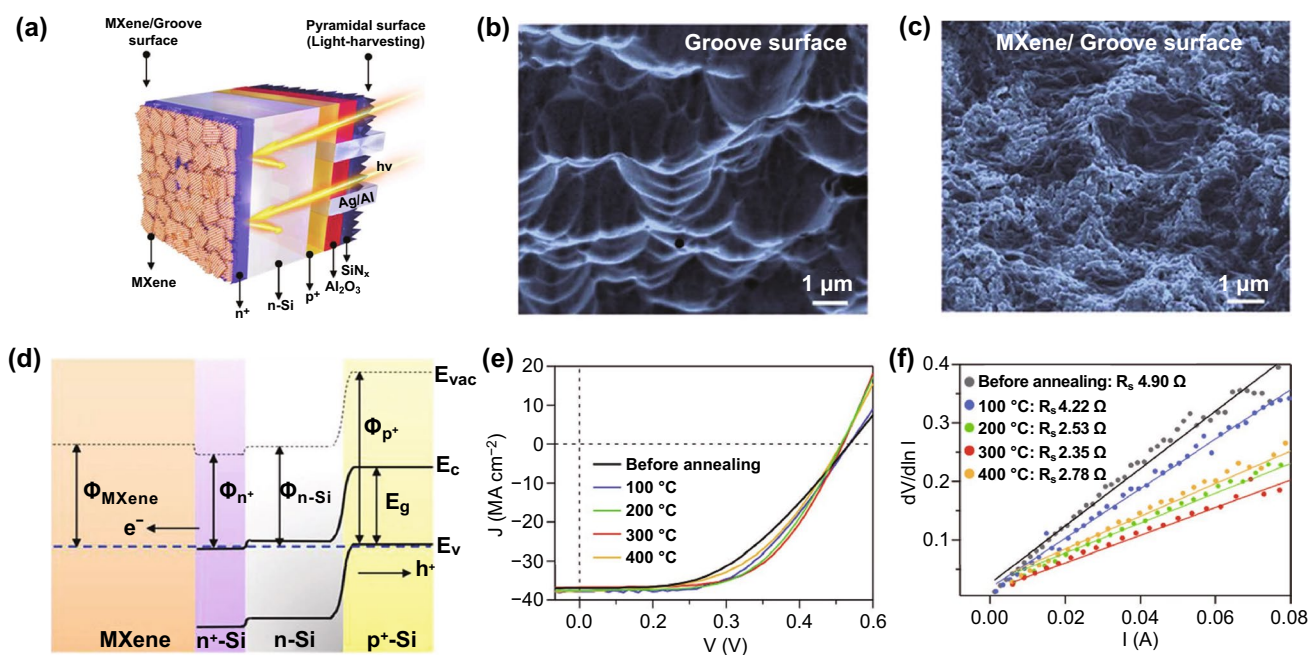 (a)
MXene/Groove
surface
Pyramidal surface
(Light-harvesting)
hv
Ag/Al
SiNₓ
Al₂O₃
p⁺
n-Si
n⁺
MXene
(b)
Groove surface
1 µm
(c)
MXene/ Groove surface
1 µm
(d)
Evac
Φp⁺
Ec
ΦMXene
Φn⁺
Φn-Si
Eg
e⁻
Ev
h⁺
MXene
n⁺-Si
n-Si
p⁺-Si
(e)
20
10
0
−10
−20
−30
−40
J (MA cm⁻²)
Before annealing
100 °C
200 °C
300 °C
400 °C
0.0
0.2
0.3
0.4
0.6
V (V)
(f)
0.4
0.3
0.2
0.1
dV/dln I
Before annealing: Rₛ 4.90 Ω
100 °C: Rₛ 4.22 Ω
200 °C: Rₛ 2.53 Ω
300 °C: Rₛ 2.35 Ω
400 °C: Rₛ 2.78 Ω
0.0
0.02
0.04
0.06
0.08
I (A)